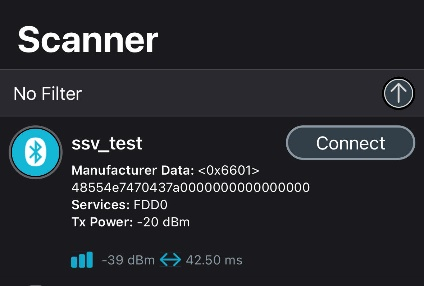 Scanner
No Filter
ssv_test
Connect
Manufacturer Data: <0x6601>
48554e7470437a0000000000000000
Services: FDD0
Tx Power: -20 dBm
-39 dBm 42.50 ms